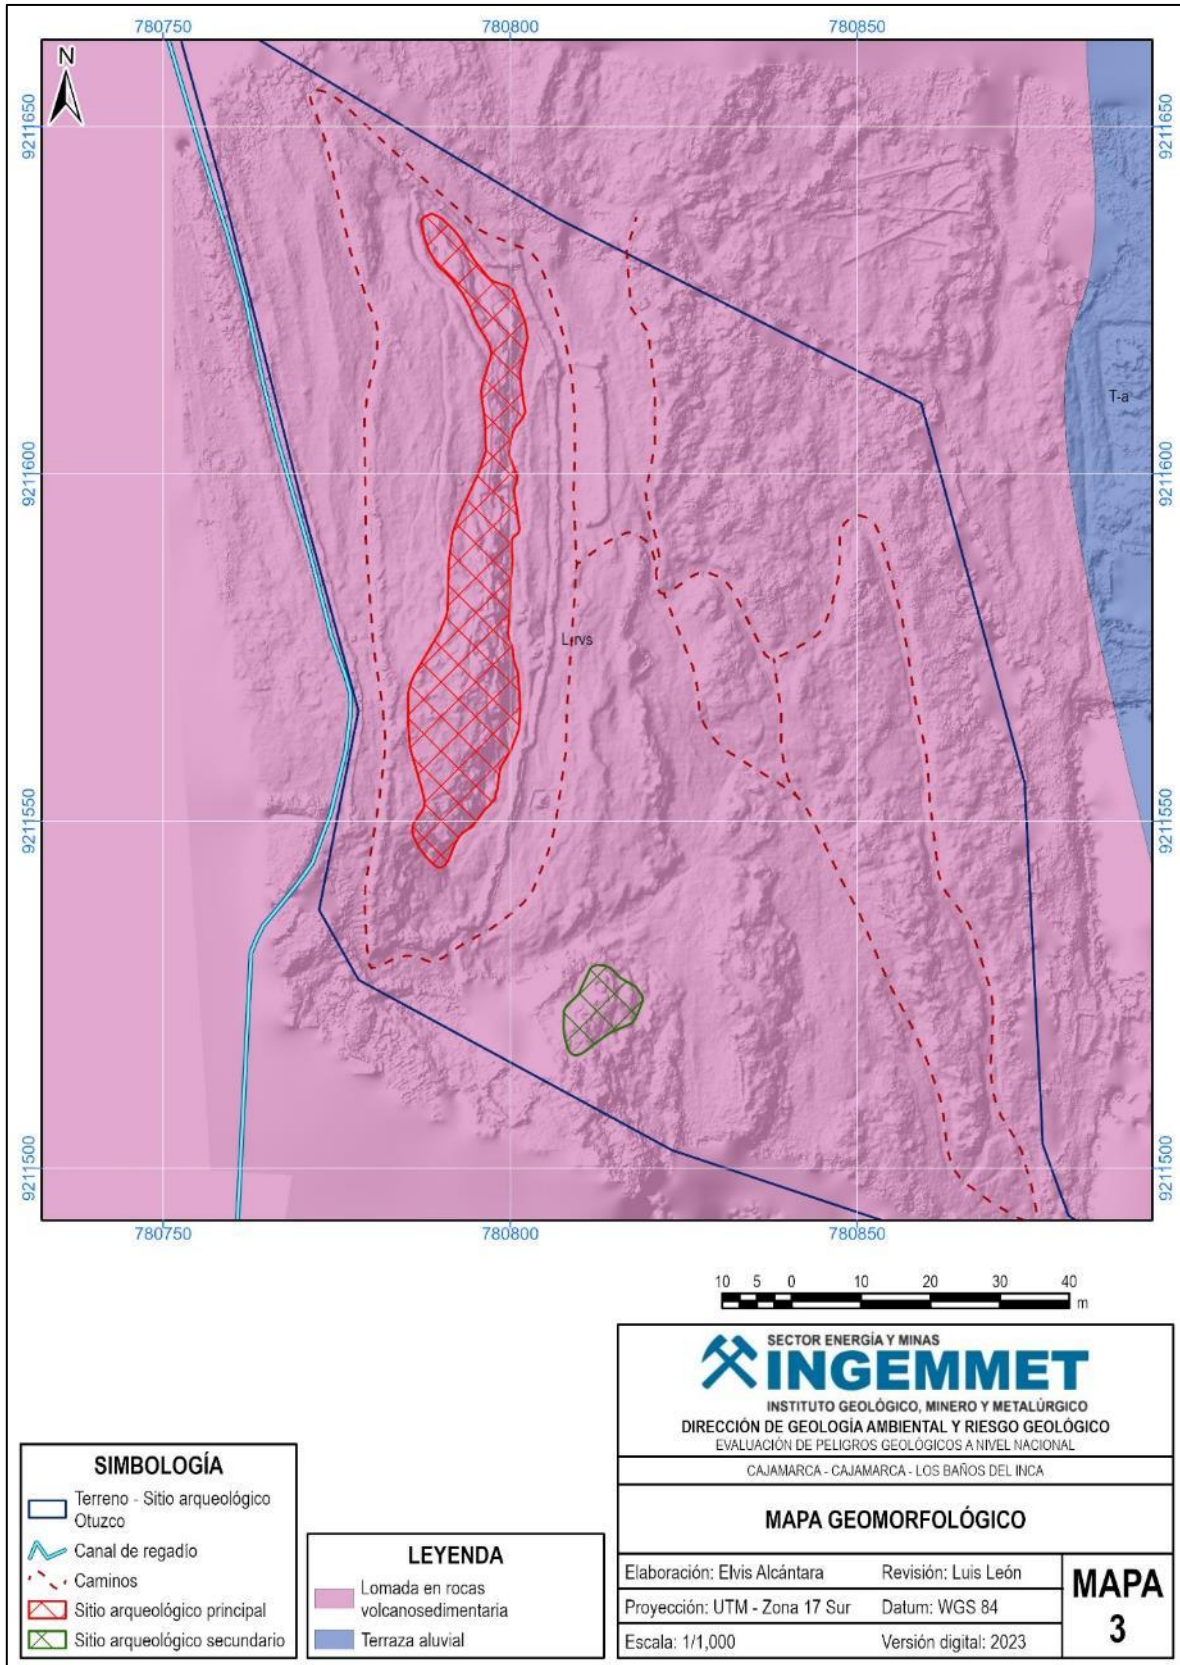 780750 780800 780850
N
9211650 9211650
T-a
9211600 9211600
L-rvs
9211550 9211550
9211500 9211500
780750 780800 780850
10 5 0 10 20 30 40
m
SECTOR ENERGÍA Y MINAS
INGEMMET
INSTITUTO GEOLÓGICO, MINERO Y METALÚRGICO
DIRECCIÓN DE GEOLOGÍA AMBIENTAL Y RIESGO GEOLÓGICO
EVALUACIÓN DE PELIGROS GEOLÓGICOS A NIVEL NACIONAL
CAJAMARCA - CAJAMARCA - LOS BAÑOS DEL INCA
MAPA GEOMORFOLÓGICO
Elaboración: Elvis Alcántara Revisión: Luis León
Proyección: UTM - Zona 17 Sur Datum: WGS 84
Escala: 1/1,000 Versión digital: 2023
MAPA
3
SIMBOLOGÍA
Terreno - Sitio arqueológico
Otuzco
Canal de regadío
Caminos
Sitio arqueológico principal
Sitio arqueológico secundario
LEYENDA
Lomada en rocas
volcanosedimentaria
Terraza aluvial